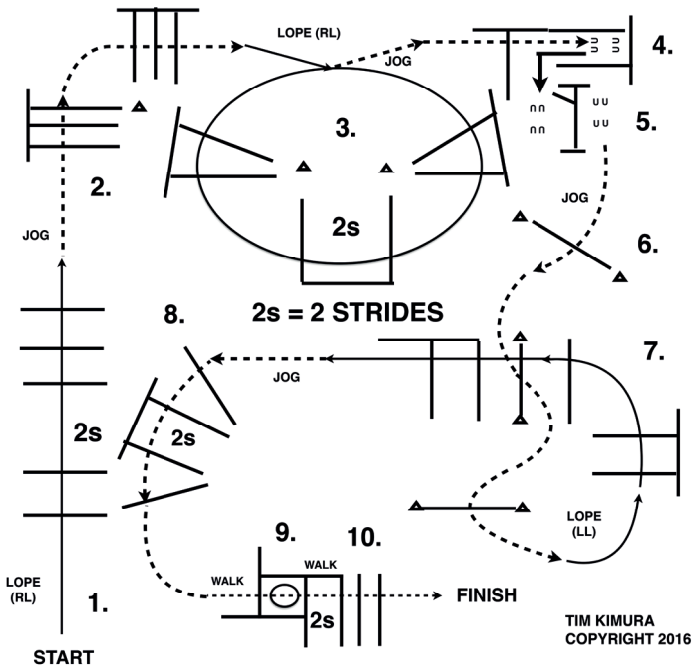 LOPE (RL)
4.
JOG
3.
5.
2.
JOG
2s
JOG
6.
8.
2s = 2 STRIDES
7.
JOG
2s
2s
9.
10.
LOPE
(LL)
LOPE
(RL)
1.
WALK
WALK
FINISH
2s
TIM KIMURA
COPYRIGHT 2016
START